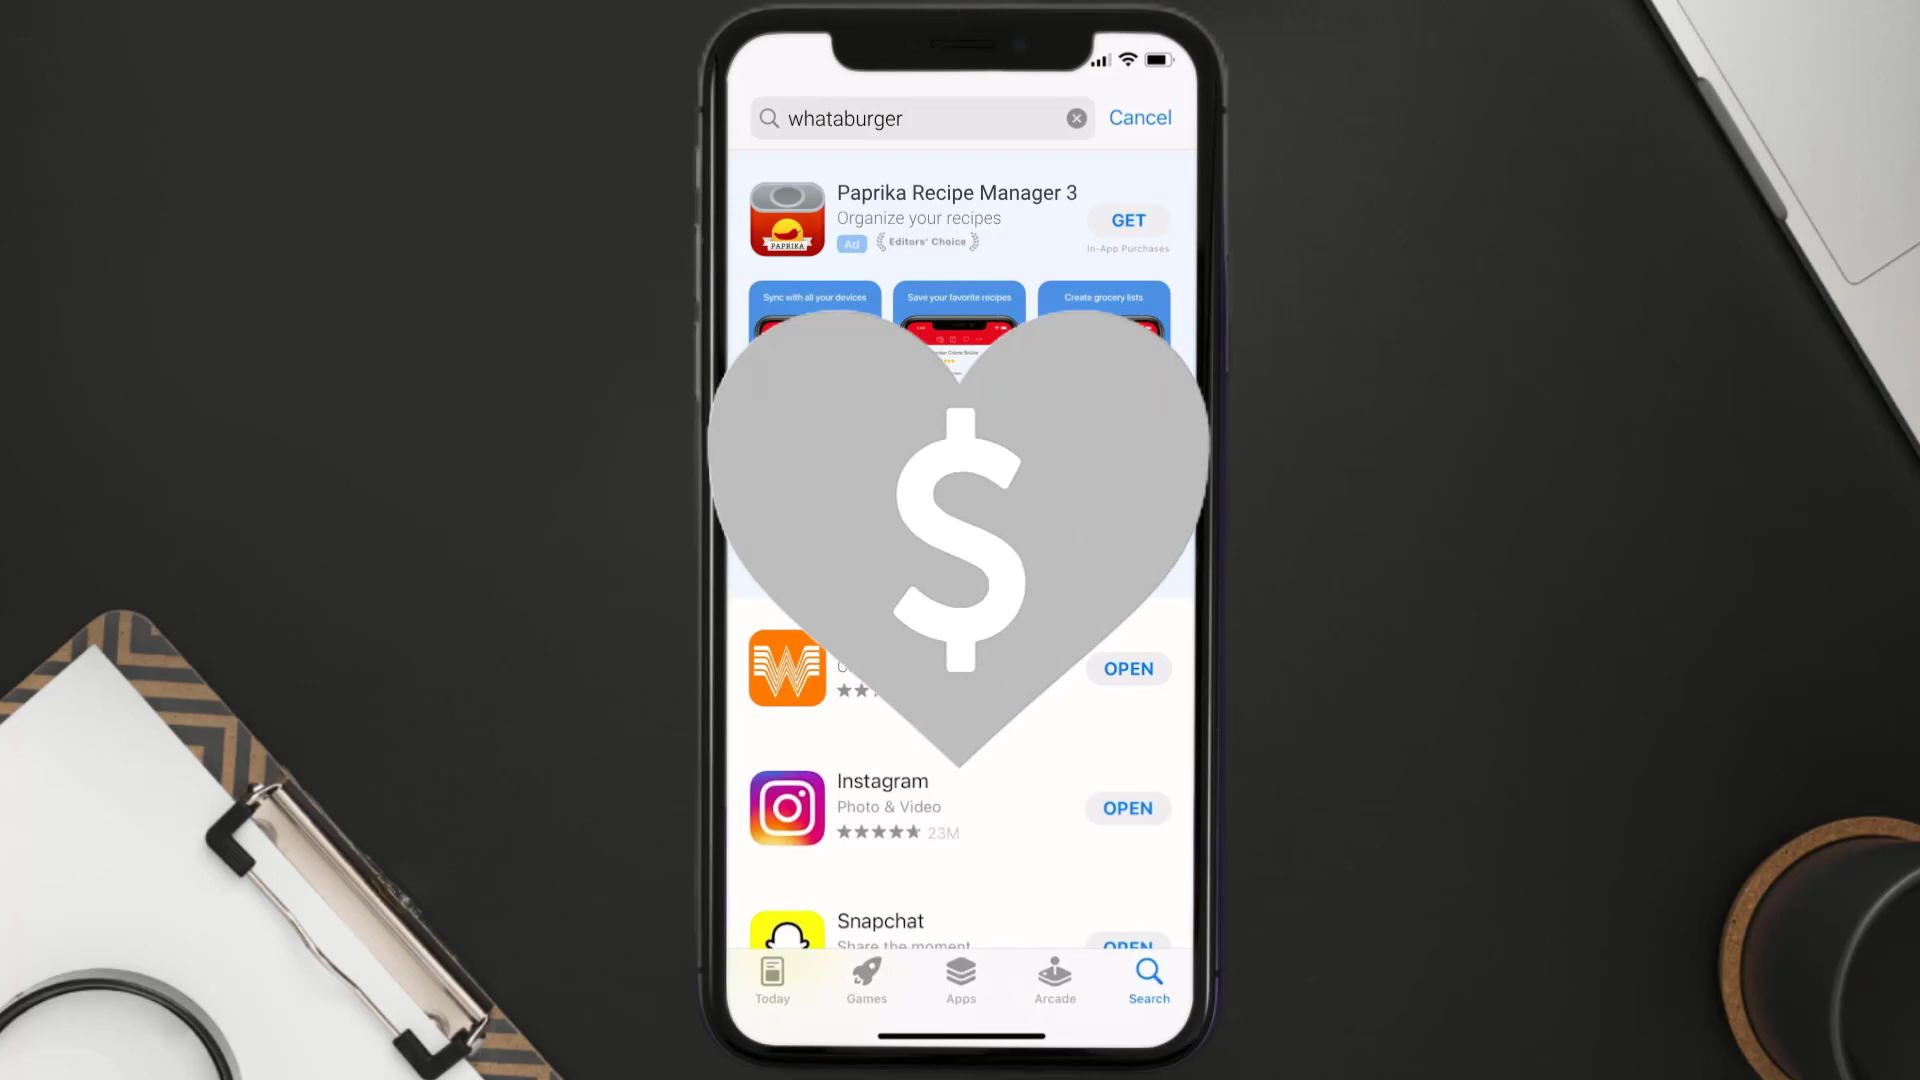 whataburger
Cancel
Paprika Recipe Manager 3
Organize your recipes
GET
Ad
Editors' Choice
In-App Purchases
PAPRIKA
Sync with all your devices
Save your favorite recipes
Create grocery lists
$
W
OPEN
Instagram
Photo & Video
OPEN
23M
Snapchat
Share the moment
OPEN
Today
Games
Apps
Arcade
Search